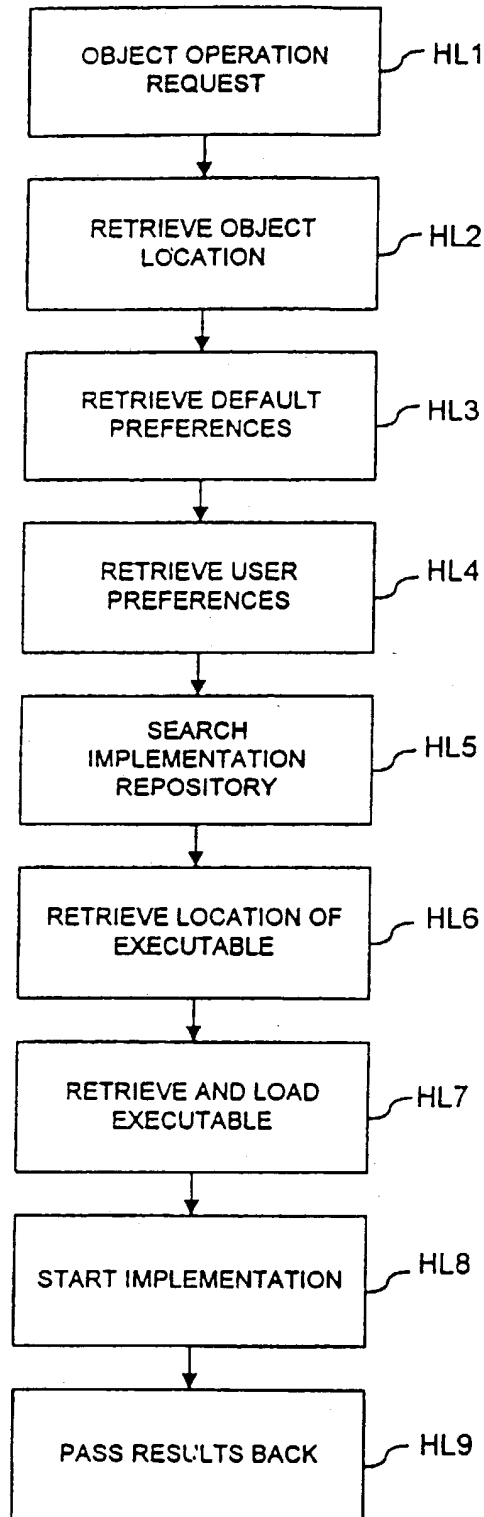 OBJECT OPERATION
REQUEST
HL1
RETRIEVE OBJECT
LOCATION
HL2
RETRIEVE DEFAULT
PREFERENCES
HL3
RETRIEVE USER
PREFERENCES
HL4
SEARCH
IMPLEMENTATION
REPOSITORY
HL5
RETRIEVE LOCATION OF
EXECUTABLE
HL6
RETRIEVE AND LOAD
EXECUTABLE
HL7
START IMPLEMENTATION
HL8
PASS RESULTS BACK
HL9